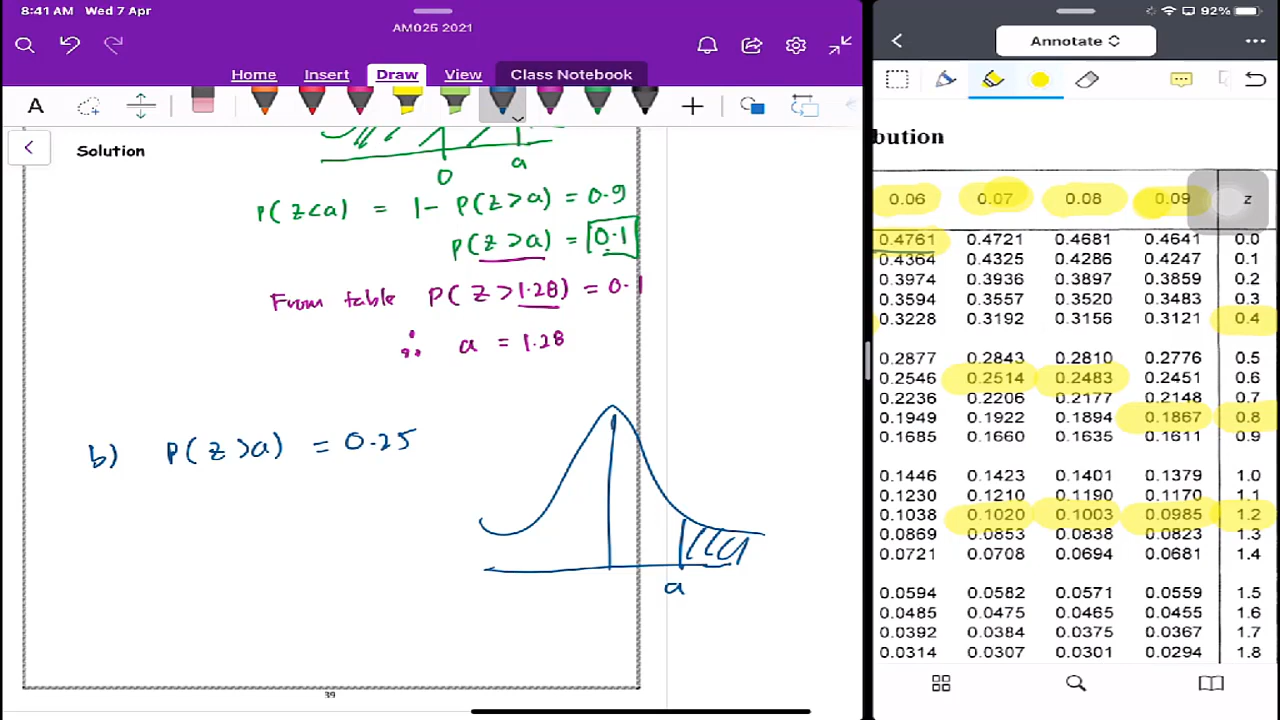 8:41 AM Wed 7 Apr
AM025 2021
Home Insert Draw View Class Notebook
A
Solution
0 a
P(z<a) = 1- P(z>a) = 0.9
P(z>a) = 0.1
From table P(z>1.28) = 0.1
∴ a = 1.28
b) P(z>a) = 0.25
a
39
92%
Annotate
bution
0.06 0.07 0.08 0.09 z
0.4761 0.4721 0.4681 0.4641 0.0
0.4364 0.4325 0.4286 0.4247 0.1
0.3974 0.3936 0.3897 0.3859 0.2
0.3594 0.3557 0.3520 0.3483 0.3
0.3228 0.3192 0.3156 0.3121 0.4
0.2877 0.2843 0.2810 0.2776 0.5
0.2546 0.2514 0.2483 0.2451 0.6
0.2236 0.2206 0.2177 0.2148 0.7
0.1949 0.1922 0.1894 0.1867 0.8
0.1685 0.1660 0.1635 0.1611 0.9
0.1446 0.1423 0.1401 0.1379 1.0
0.1230 0.1210 0.1190 0.1170 1.1
0.1038 0.1020 0.1003 0.0985 1.2
0.0869 0.0853 0.0838 0.0823 1.3
0.0721 0.0708 0.0694 0.0681 1.4
0.0594 0.0582 0.0571 0.0559 1.5
0.0485 0.0475 0.0465 0.0455 1.6
0.0392 0.0384 0.0375 0.0367 1.7
0.0314 0.0307 0.0301 0.0294 1.8